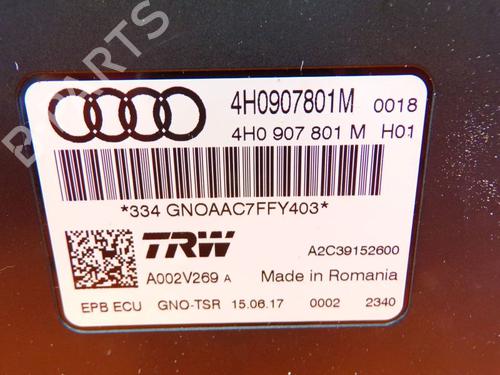 4H0907801M 0018
4H0 907 801 M H01
*334 GNOAAC7FFY403*
TRW A2C39152600
A002V269 A Made in Romania
EPB ECU GNO-TSR 15.06.17 0002 2340
B-PARTS